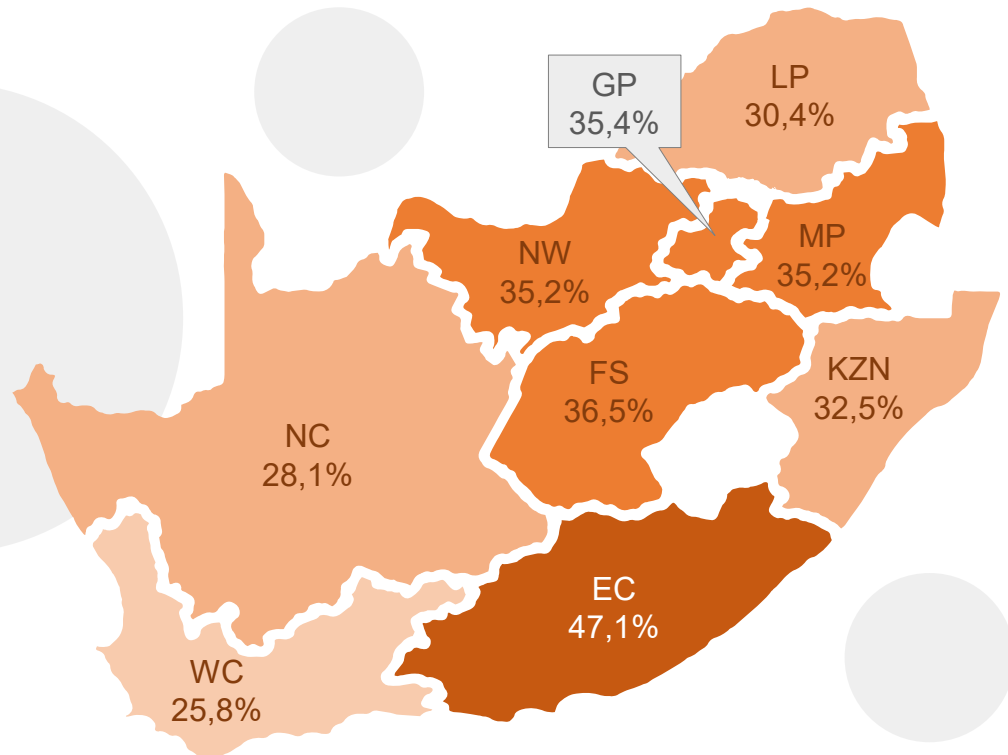 GP
35,4%
LP
30,4%
NW
35,2%
MP
35,2%
FS
36,5%
KZN
32,5%
NC
28,1%
EC
47,1%
WC
25,8%